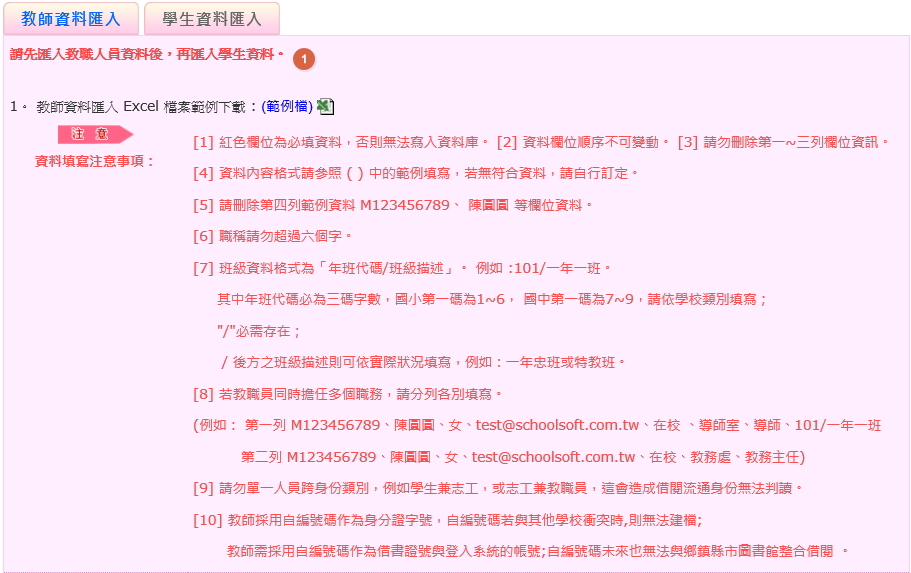 教師資料匯入 學生資料匯入
請先匯入教職人員資料後，再匯入學生資料。 1
1。 教師資料匯入 Excel 檔案範例下載：(範例檔)
注 意
資料填寫注意事項：
[1] 紅色欄位為必填資料，否則無法寫入資料庫。 [2] 資料欄位順序不可變動。 [3] 請勿刪除第一~三列欄位資訊。
[4] 資料內容格式請參照 ( ) 中的範例填寫，若無符合資料，請自行訂定。
[5] 請刪除第四列範例資料 M123456789、 陳圓圓 等欄位資料。
[6] 職稱請勿超過六個字。
[7] 班級資料格式為「年班代碼/班級描述」。 例如 :101/一年一班。
其中年班代碼必為三碼字數，國小第一碼為1~6， 國中第一碼為7~9，請依學校類別填寫；
"/"必需存在；
/ 後方之班級描述則可依實際狀況填寫，例如：一年忠班或特教班。
[8] 若教職員同時擔任多個職務，請分列各別填寫。
(例如： 第一列 M123456789、陳圓圓、女、test@schoolsoft.com.tw、在校 、導師室、導師、101/一年一班
第二列 M123456789、陳圓圓、女、test@schoolsoft.com.tw、在校、教務處、教務主任)
[9] 請勿單一人員跨身份類別，例如學生兼志工，或志工兼教職員，這會造成借閱流通身份無法判讀。
[10] 教師採用自編號碼作為身分證字號，自編號碼若與其他學校衝突時,則無法建檔;
教師需採用自編號碼作為借書證號與登入系統的帳號;自編號碼未來也無法與鄉鎮縣市圖書館整合借閱 。